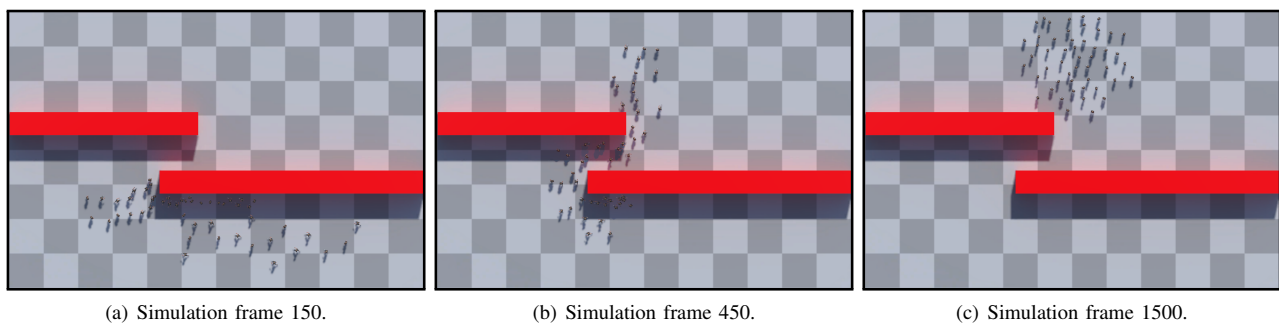 (a) Simulation frame 150.
(b) Simulation frame 450.
(c) Simulation frame 1500.